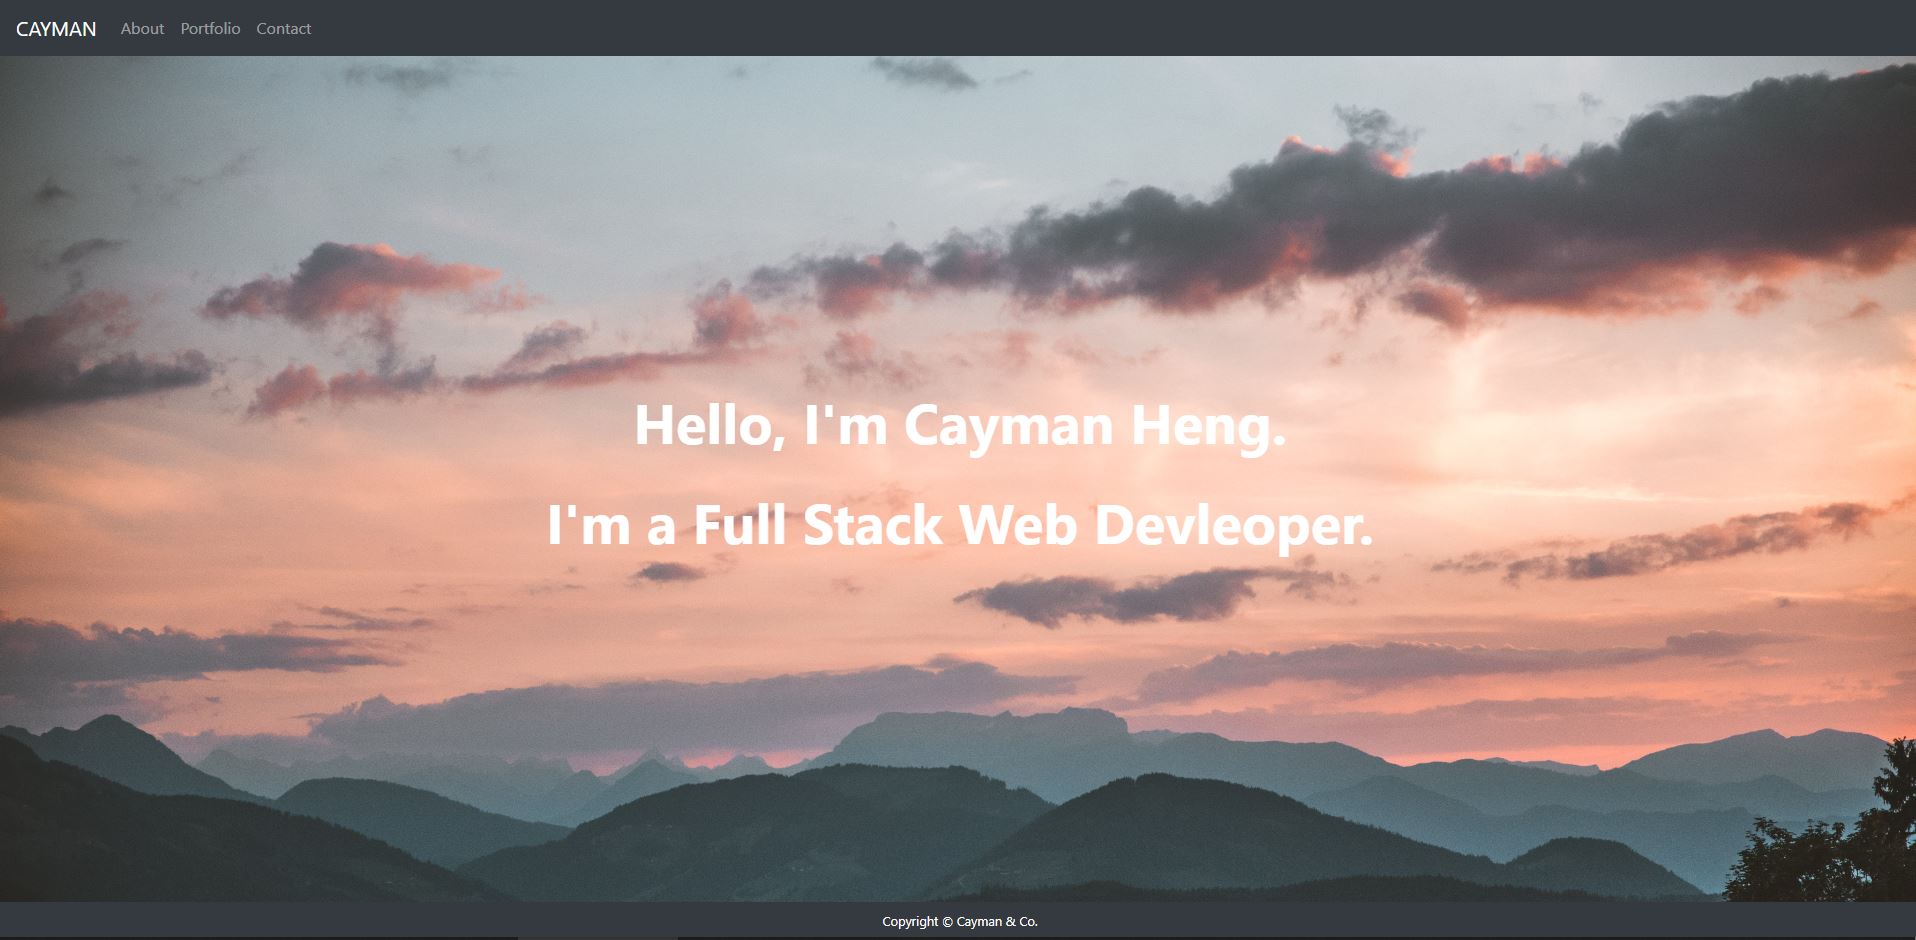 CAYMAN About Portfolio Contact
Hello, I'm Cayman Heng.
I'm a Full Stack Web Devleoper.
Copyright © Cayman & Co.